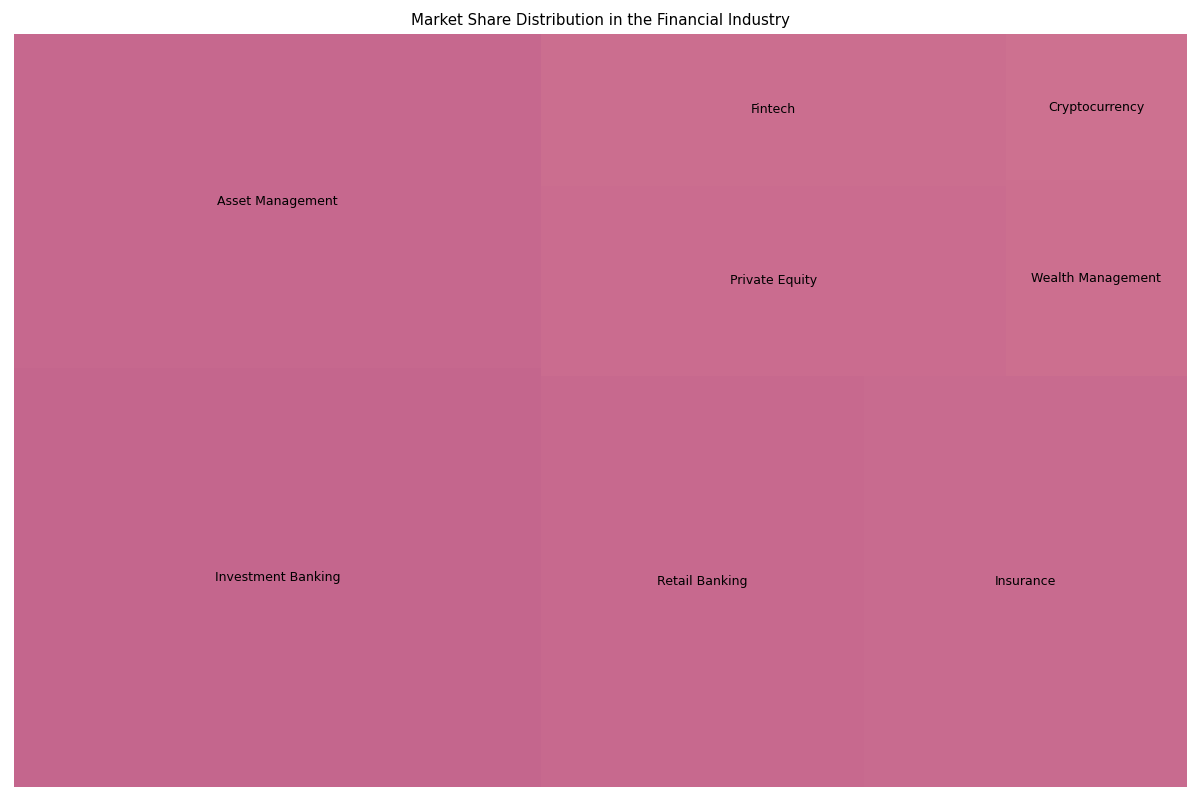 Market Share Distribution in the Financial Industry
Fintech
Cryptocurrency
Asset Management
Private Equity
Wealth Management
Investment Banking
Retail Banking
Insurance